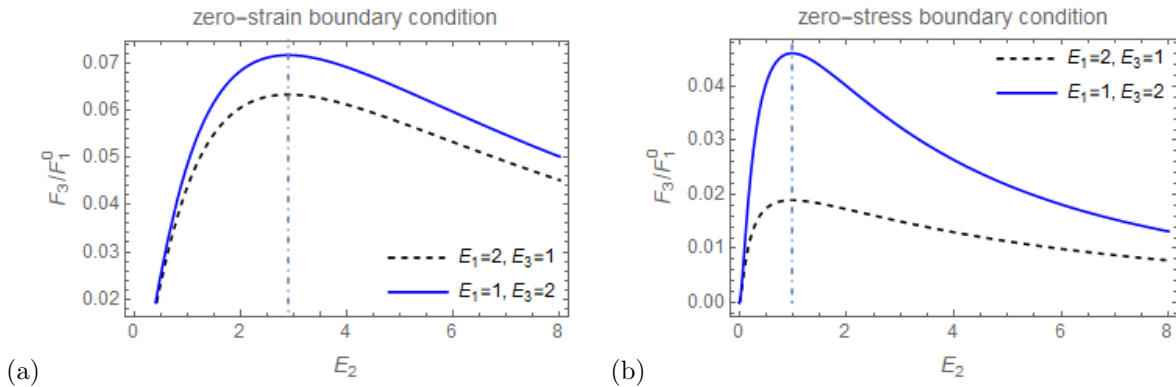 zero-strain boundary condition
0.07
0.06
0.05
0.04
0.03
0.02
F₃/F₁⁰
E₁=2, E₃=1
E₁=1, E₃=2
0 2 4 6 8
E₂
(a)
zero-stress boundary condition
0.04
0.03
0.02
0.01
0.00
F₃/F₁⁰
E₁=2, E₃=1
E₁=1, E₃=2
0 2 4 6 8
E₂
(b)